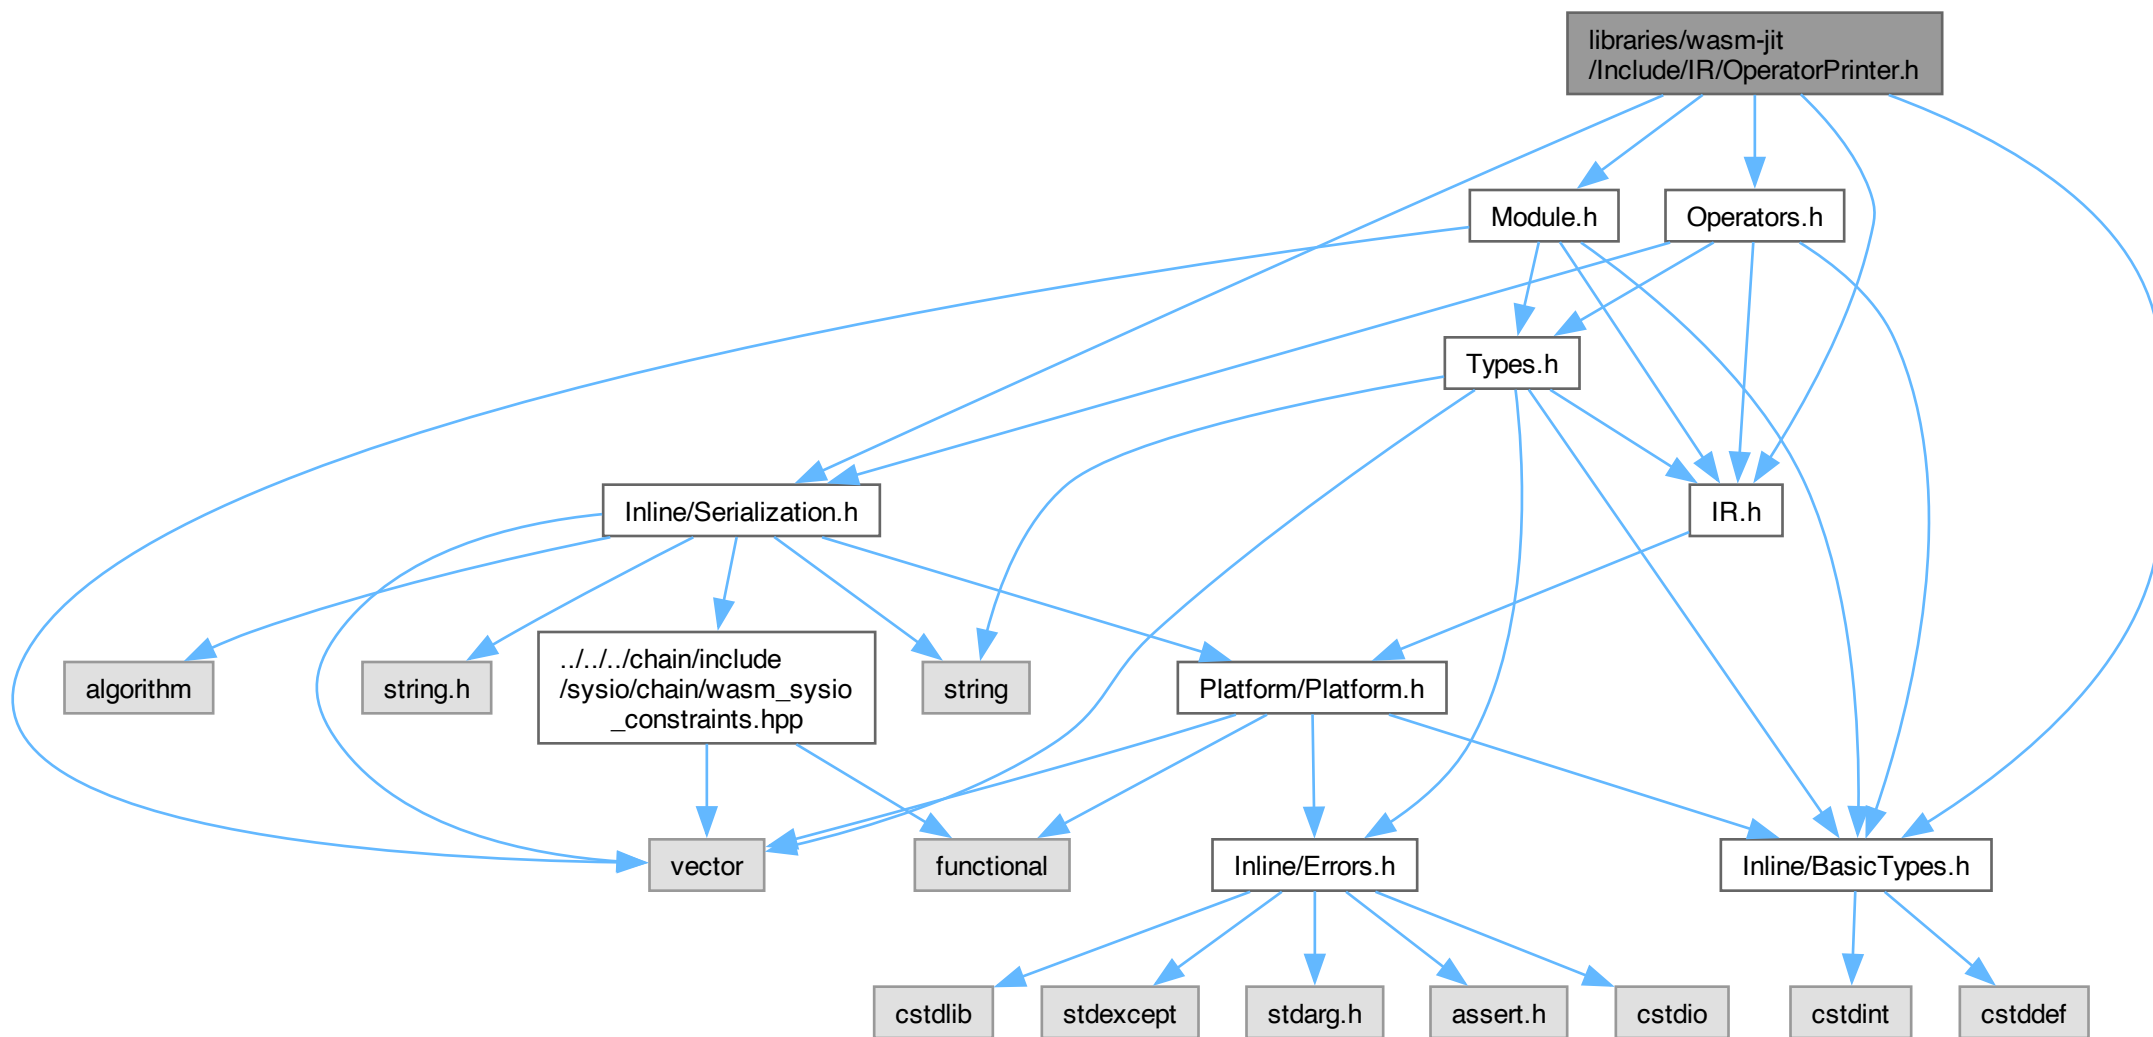 libraries/wasm-jit
/Include/IR/OperatorPrinter.h
Module.h
Operators.h
Types.h
Inline/Serialization.h
IR.h
algorithm
string.h
../../../chain/include
/sysio/chain/wasm_sysio
_constraints.hpp
string
Platform/Platform.h
vector
functional
Inline/Errors.h
Inline/BasicTypes.h
cstdlib
stdexcept
stdarg.h
assert.h
cstdio
cstdint
cstddef